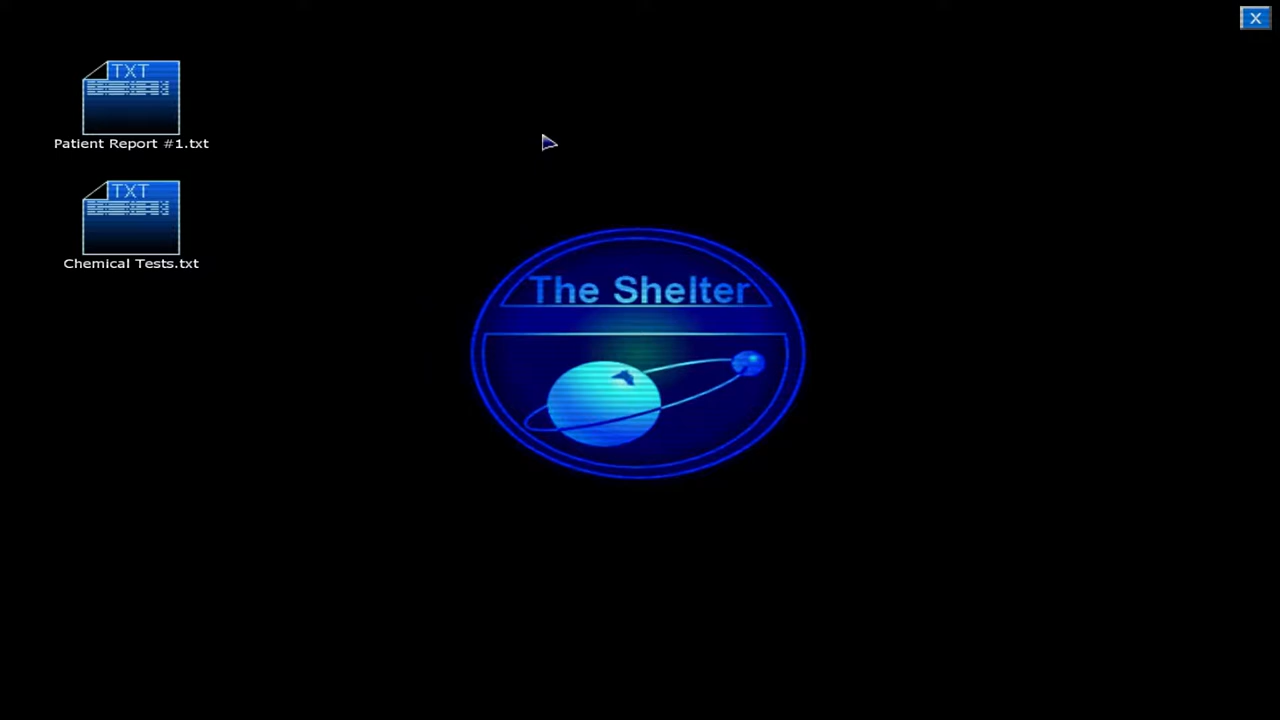 X
TXT
Patient Report #1.txt
TXT
Chemical Tests.txt
The Shelter